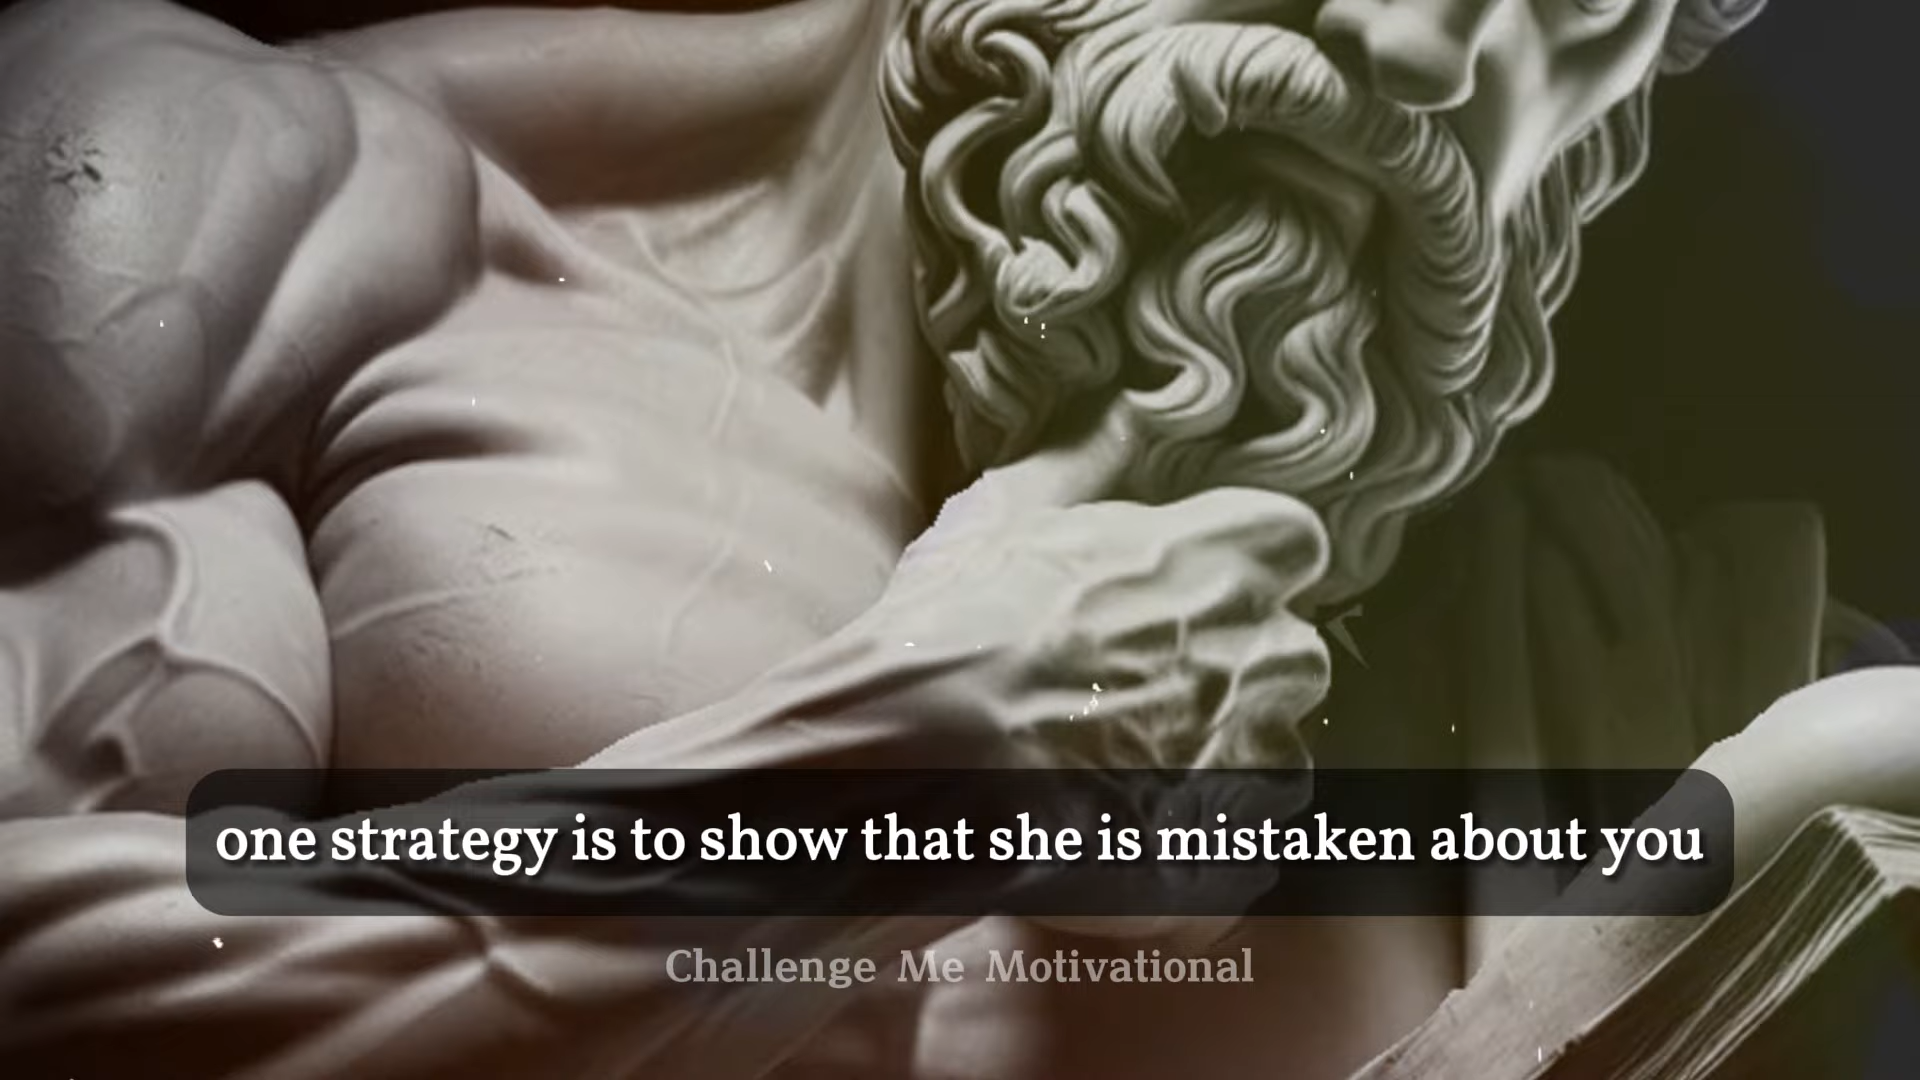 one strategy is to show that she is mistaken about you
Challenge Me Motivational